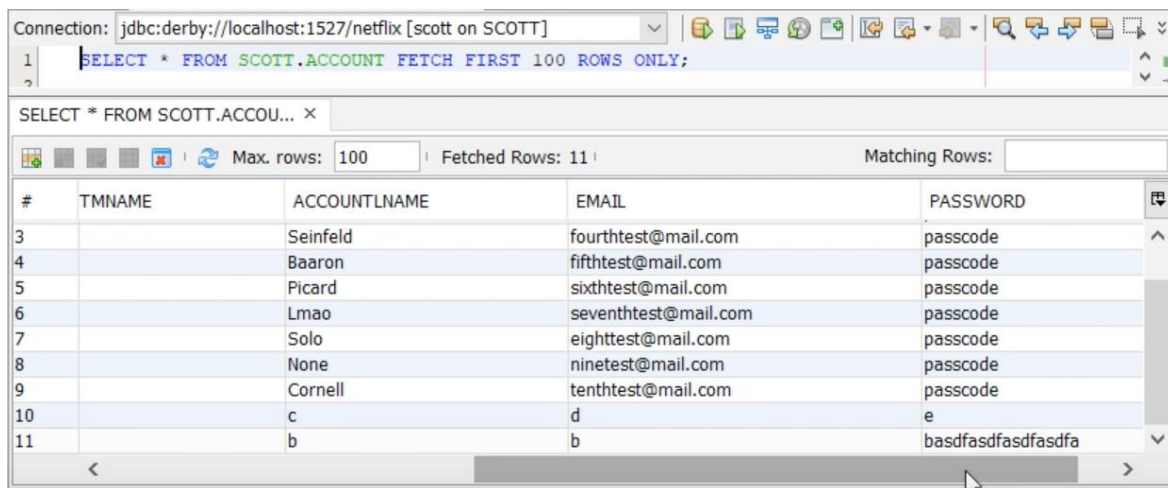 Connection: jdbc:derby://localhost:1527/netflix [scott on SCOTT]
1 SELECT * FROM SCOTT.ACCOUNT FETCH FIRST 100 ROWS ONLY;
SELECT * FROM SCOTT.ACCOU... ×
Max. rows: 100 Fetched Rows: 11 Matching Rows:
# TMNAME ACCOUNTLNAME EMAIL PASSWORD
3 Seinfeld fourthtest@mail.com passcode
4 Baaron fifthtest@mail.com passcode
5 Picard sixthtest@mail.com passcode
6 Lmao seventhtest@mail.com passcode
7 Solo eighttest@mail.com passcode
8 None ninetest@mail.com passcode
9 Cornell tenthtest@mail.com passcode
10 c d e
11 b b basdfasdfasdfasdfa